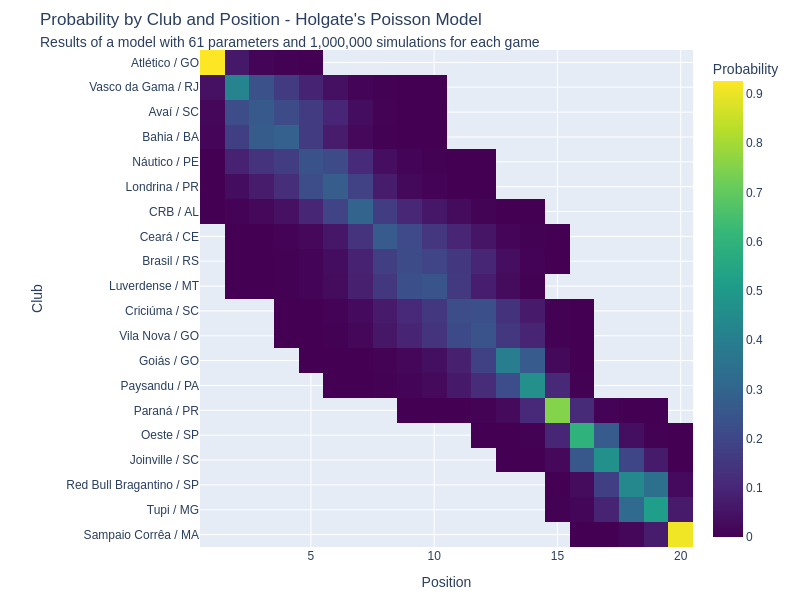 Probability by Club and Position - Holgate's Poisson Model
Results of a model with 61 parameters and 1,000,000 simulations for each game
Probability
Atlético / GO
Vasco da Gama / RJ
Avaí / SC
Bahia / BA
Náutico / PE
Londrina / PR
CRB / AL
Ceará / CE
Brasil / RS
Luverdense / MT
Criciúma / SC
Vila Nova / GO
Goiás / GO
Paysandu / PA
Paraná / PR
Oeste / SP
Joinville / SC
Red Bull Bragantino / SP
Tupi / MG
Sampaio Corrêa / MA
Club
5
10
15
20
Position
0.9
0.8
0.7
0.6
0.5
0.4
0.3
0.2
0.1
0